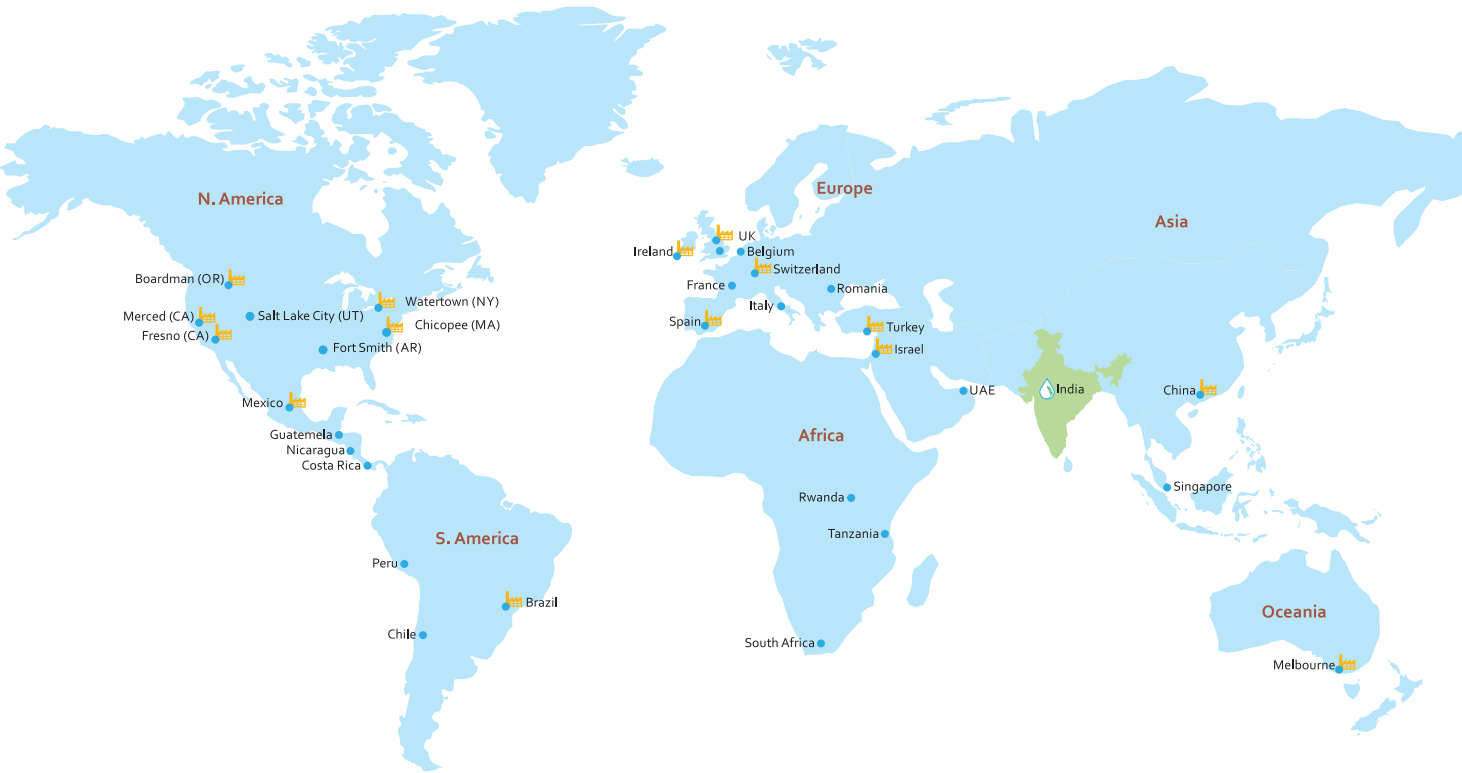 N. America
Boardman (OR)
Merced (CA)
Fresno (CA)
Salt Lake City (UT)
Watertown (NY)
Chicopee (MA)
Fort Smith (AR)
Mexico
Guatemela
Nicaragua
Costa Rica
S. America
Peru
Brazil
Chile
Europe
Ireland
UK
Belgium
Switzerland
France
Romania
Italy
Spain
Turkey
Israel
Africa
Rwanda
Tanzania
South Africa
Asia
UAE
India
China
Singapore
Oceania
Melbourne